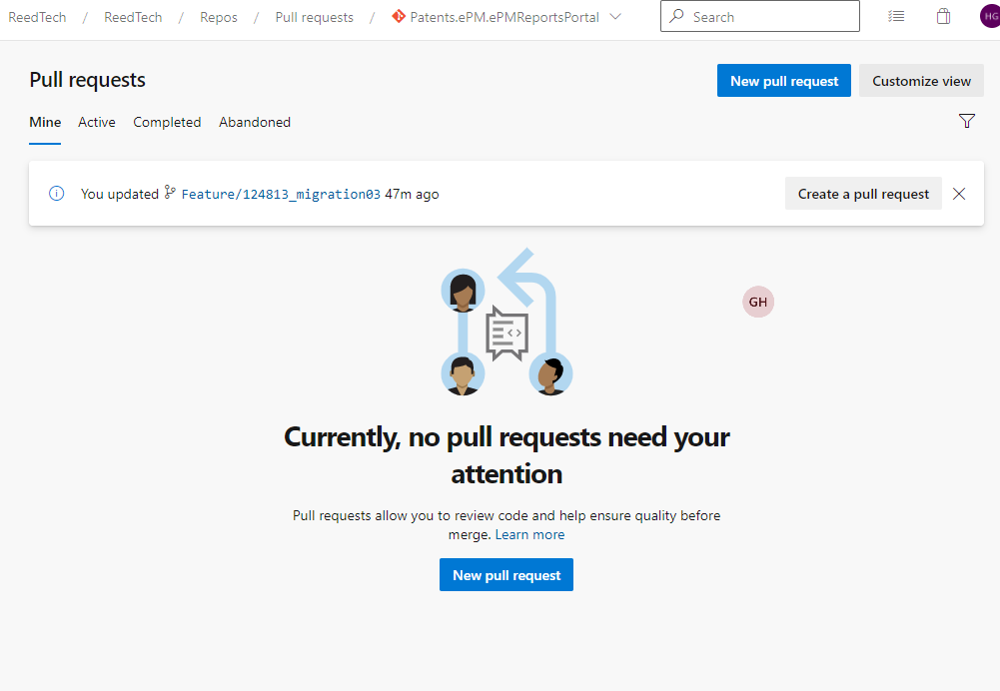 ReedTech / ReedTech / Repos / Pull requests / Patents.ePM.ePMReportsPortal Search HG
Pull requests New pull request Customize view
Mine Active Completed Abandoned
You updated Feature/124813_migration03 47m ago Create a pull request
GH
Currently, no pull requests need your
attention
Pull requests allow you to review code and help ensure quality before
merge. Learn more
New pull request